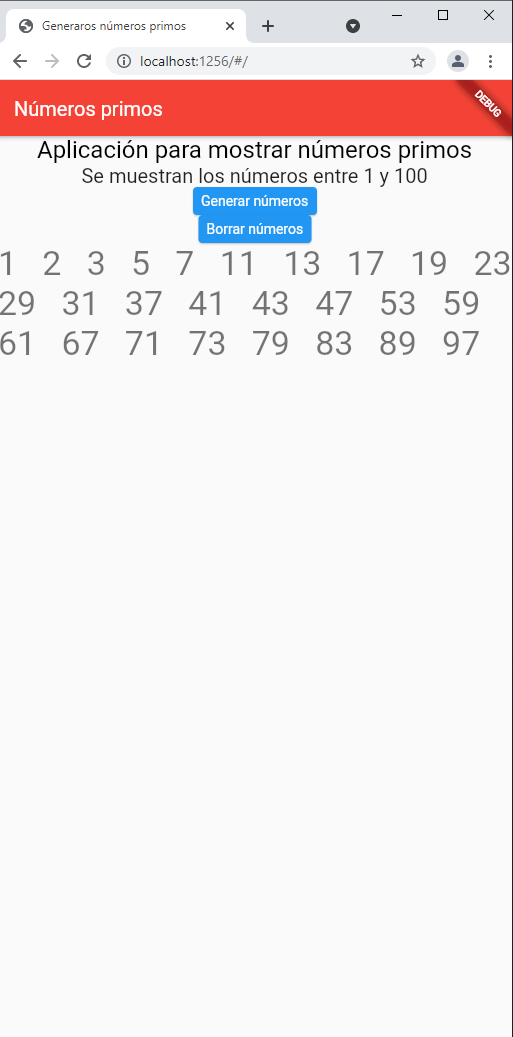 Generaros números primos
localhost:1256/#/
Números primos
DEBUG
Aplicación para mostrar números primos
Se muestran los números entre 1 y 100
Generar números
Borrar números
1 2 3 5 7 11 13 17 19 23
29 31 37 41 43 47 53 59
61 67 71 73 79 83 89 97